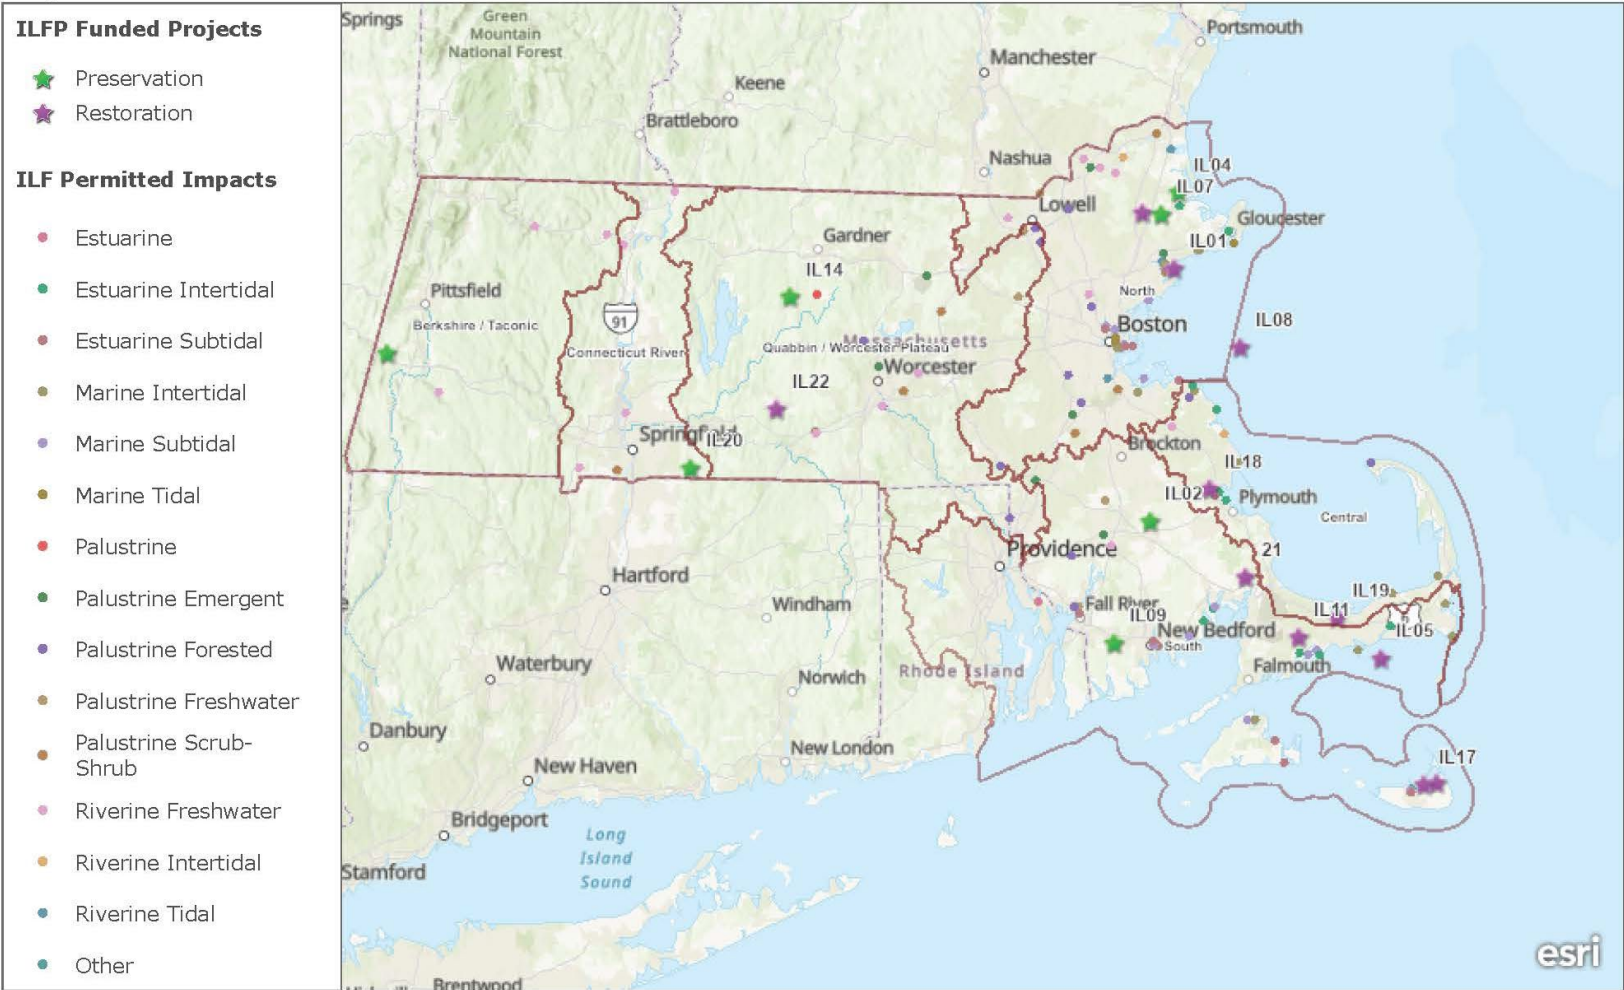 ILFP Funded Projects
Preservation
Restoration
ILF Permitted Impacts
Estuarine
Estuarine Intertidal
Estuarine Subtidal
Marine Intertidal
Marine Subtidal
Marine Tidal
Palustrine
Palustrine Emergent
Palustrine Forested
Palustrine Freshwater
Palustrine Scrub-
Shrub
Riverine Freshwater
Riverine Intertidal
Riverine Tidal
Other
Springs
Green
Mountain
National Forest
Portsmouth
Manchester
Keene
Brattleboro
Nashua
IL04
IL07
Lowell
Gloucester
Gardner
IL01
IL14
Pittsfield
North
91
Berkshire / Taconic
Boston
IL08
Massachusetts
Connecticut River
Quabbin / Worcester Plateau
Worcester
IL22
Springfield
IL20
Brockton
IL18
IL02
Plymouth
Central
Providence
21
Hartford
Windham
Fall River
IL09
IL19
IL11
IL05
New Bedford
South
Waterbury
Norwich
Rhode Island
Falmouth
Danbury
New London
New Haven
IL17
Bridgeport
Long
Island
Sound
Stamford
esri
Brentwood